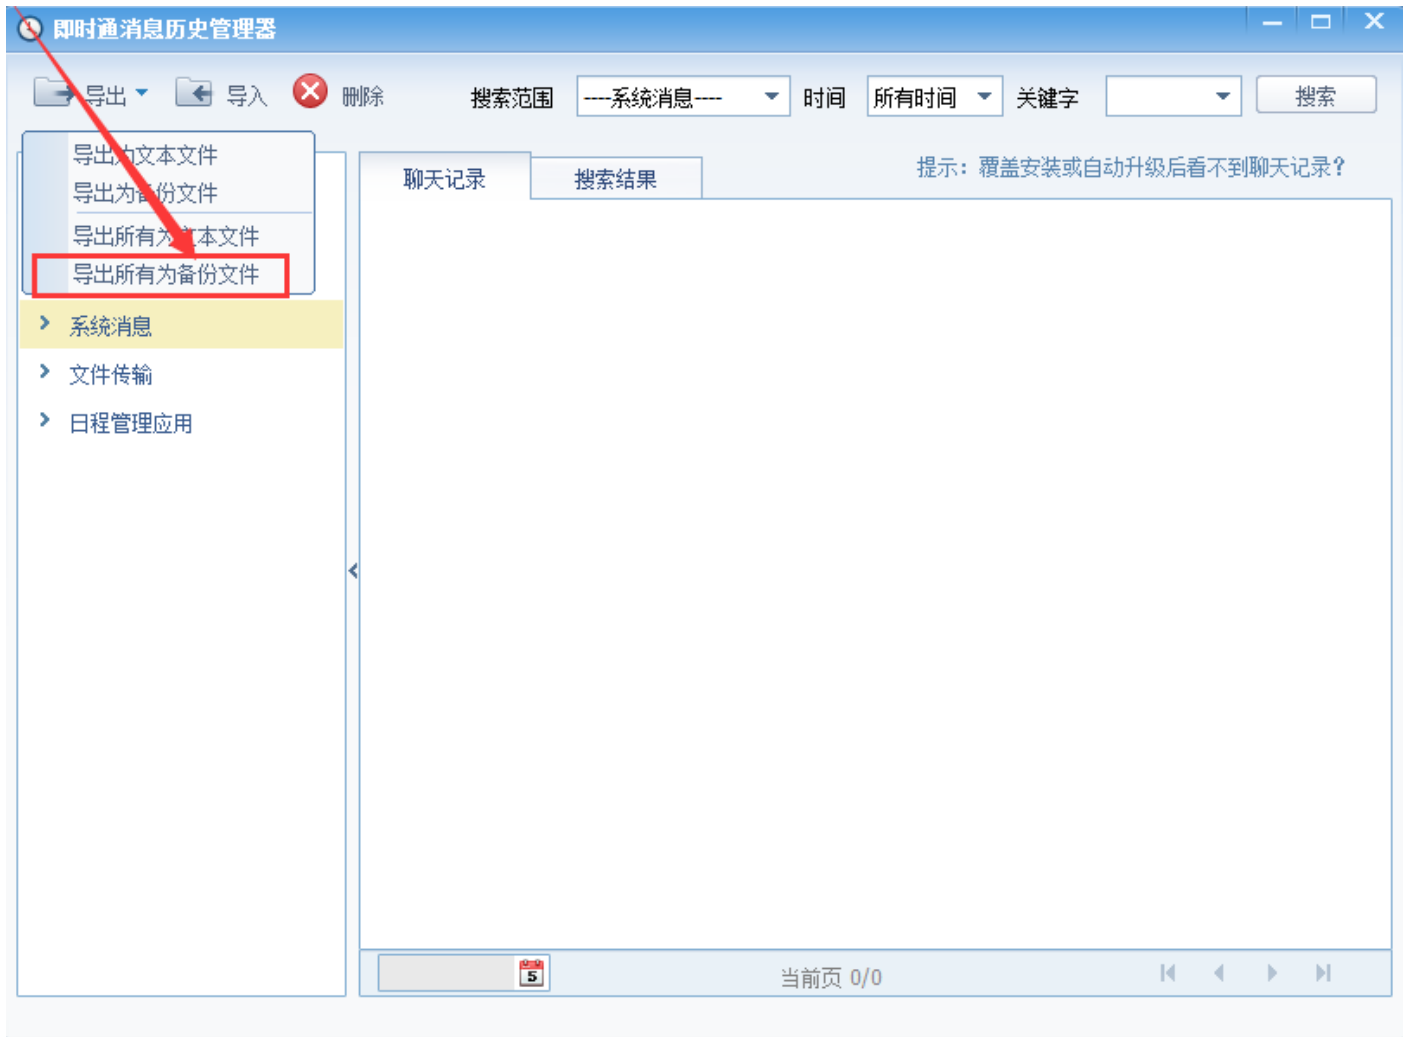 即时通消息历史管理器
导出 导入 删除 搜索范围 ----系统消息---- 时间 所有时间 关键字 搜索
导出为文本文件
导出为备份文件
导出所有为文本文件
导出所有为备份文件
系统消息
文件传输
日程管理应用
聊天记录 搜索结果 提示：覆盖安装或自动升级后看不到聊天记录？
5 当前页 0/0